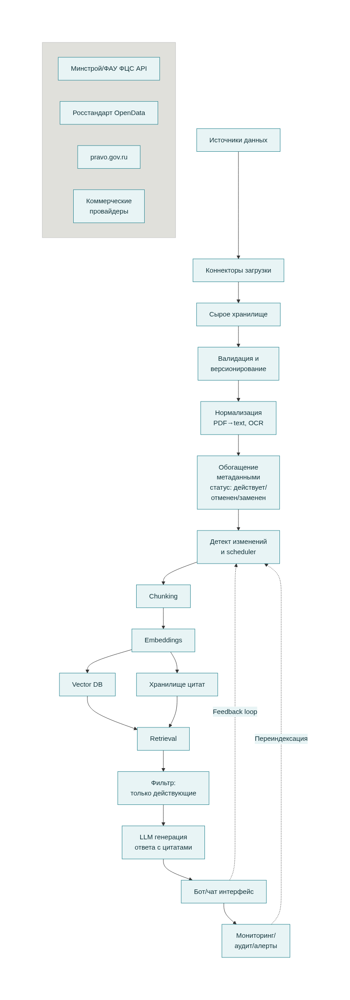 Минстрой/ФАУ ФЦС API
Росстандарт OpenData
pravo.gov.ru
Коммерческие
провайдеры
Источники данных
Коннекторы загрузки
Сырое хранилище
Валидация и
версионирование
Нормализация
PDF→text, OCR
Обогащение
метаданными
статус: действует/
отменен/заменен
Детект изменений
и scheduler
Chunking
Embeddings
Vector DB
Хранилище цитат
Feedback loop
Переиндексация
Retrieval
Фильтр:
только действующие
LLM генерация
ответа с цитатами
Бот/чат интерфейс
Мониторинг/
аудит/алерты